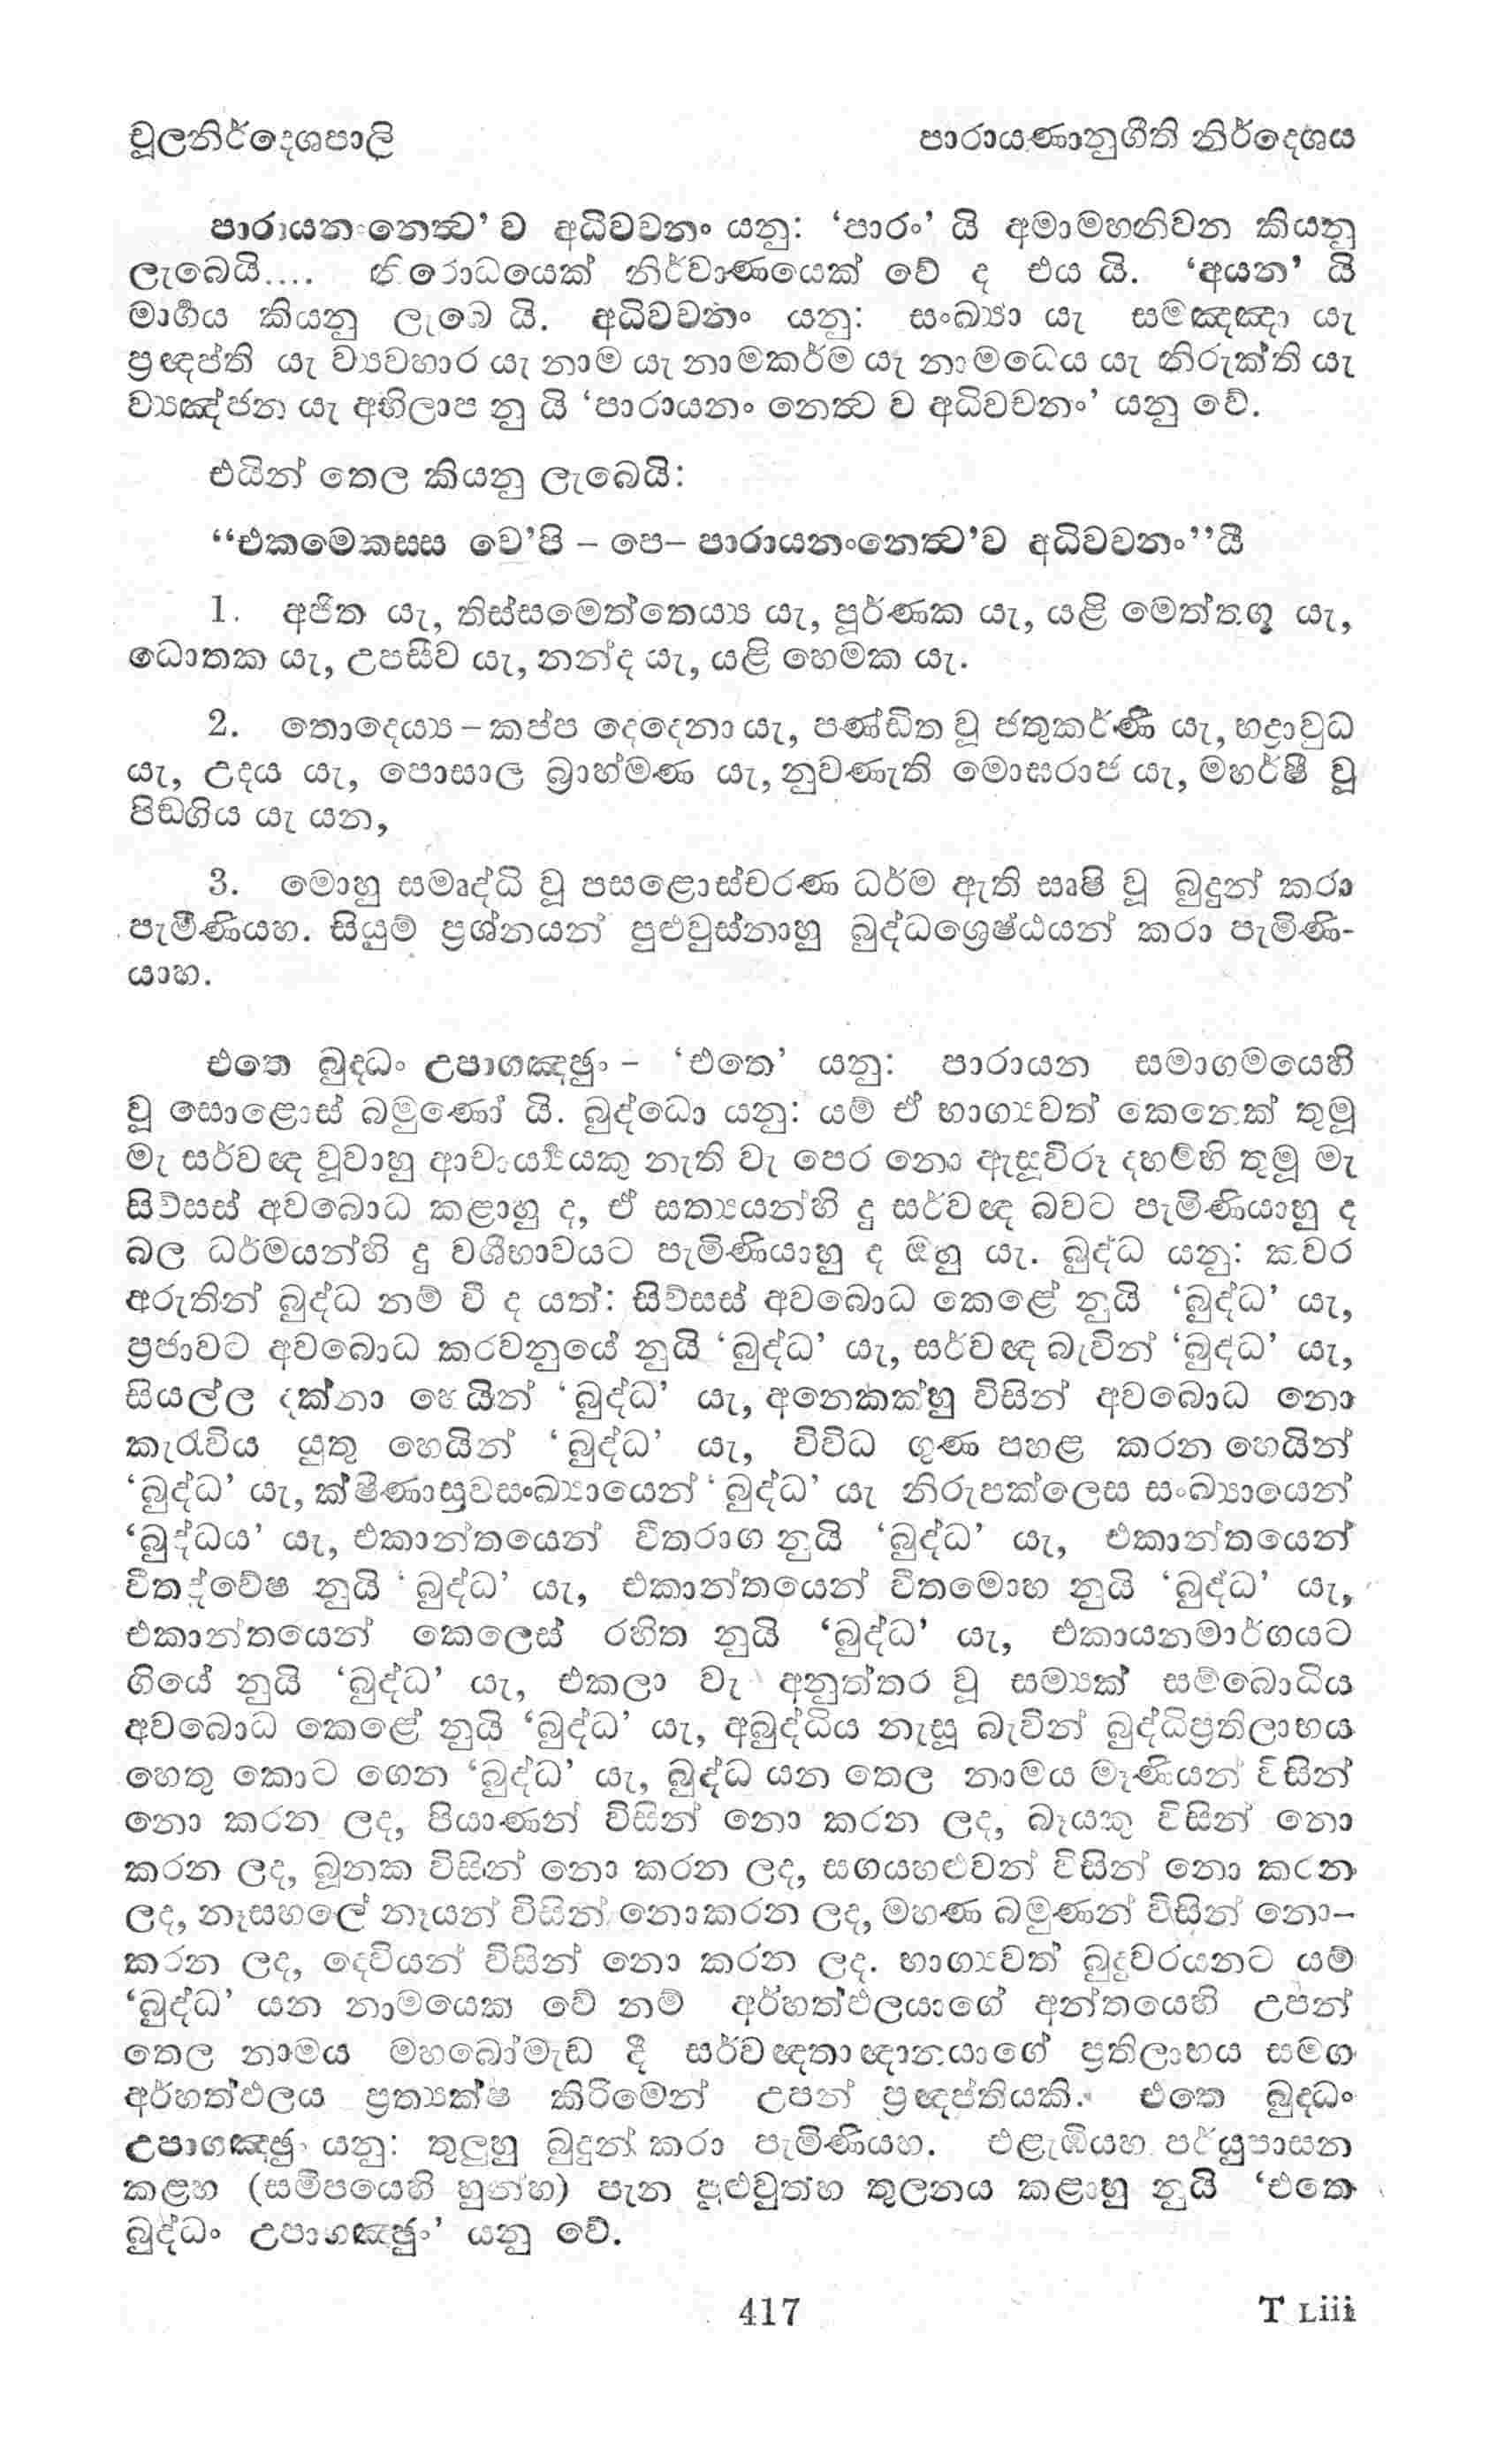 චූලනිර්දෙශපාලි
පාරායණානුගීති නිර්දෙශය
පාරායනංනෙත්‍ව’ ව අධිවචනං යනු: ‘පාරං’ යි අමාමහනිවන කියනු
ලැබෙයි.... නිරොධයෙක් නිර්වාණයෙක් වේ ද එය යි. ‘අයන’ යි
මාර්‍ගය කියනු ලැබෙ යි. අධිවචනං යනු: සංඛ්‍යා යැ සමඤ්ඤා යැ
ප්‍රඥප්ති යැ ව්‍යවහාර යැ නාම යැ නාමකර්ම යැ නාමධෙය යැ නිරුක්ති යැ
ව්‍යඤ්ජන යැ අභිලාප නු යි ‘පාරායනං නෙත්‍ව ව අධිවචනං’ යනු වේ.
එයින් තෙල කියනු ලැබෙයි:
“එකමෙකසස වෙ’පි – පෙ– පාරායනංනෙත්‍ව’ව අධිවචනං”යී
1. අජිත යැ, තිස්සමෙත්තෙය්‍ය යැ, පූර්ණක යැ, යළි මෙත්තගූ යැ,
ධොතක යැ, උපසීව යැ, නන්ද යැ, යළි හෙමක යැ.
2. තොදෙය්‍ය – කප්ප දෙදෙනා යැ, පණ්ඩිත වූ ජතුකර්ණී යැ, භද්‍රාවුධ
යැ, උදය යැ, පොසාල බ්‍රාහ්මණ යැ, නුවණැති මොඝරාජ යැ, මහර්ෂී වූ
පිඞගිය යැ යන,
3. මොහු සමෘද්ධි වූ පසළොස්චරණ ධර්ම ඇති සෘෂි වූ බුදුන් කරා
පැමිණියහ. සියුම් ප්‍රශ්නයන් පුළුවුස්නාහු බුද්ධශ්‍රෙෂ්ඨයන් කරා පැමිණි-
යාහ.
එතෙ බුද්‍ධං උපාගඤ්ඡුං – ‘එතෙ’ යනු: පාරායන සමාගමයෙහි
වූ සොළොස් බමුණෝ යි. බුද්ධො යනු: යම් ඒ භාග්‍යවත් කෙනෙක් තුමූ
මැ සර්වඥ වූවාහු ආචාර්‍ය්‍යයකු නැති වැ පෙර නො ඇසූවිරූ දහම්හි තුමූ මැ
සිව්සස් අවබොධ කළාහු ද, ඒ සත්‍යයන්හි දු සර්වඥ බවට පැමිණියාහු ද
බල ධර්මයන්හි දු වශීභාවයට පැමිණියාහු ද ඔහු යැ. බුද්ධ යනු: කවර
අරුතින් බුද්ධ නම් වී ද යත්: සිව්සස් අවබොධ කෙළේ නුයි ‘බුද්ධ’ යැ,
ප්‍රජාවට අවබොධ කරවනුයේ නුයි ‘බුද්ධ’ යැ, සර්වඥ බැවින් ‘බුද්ධ’ යැ,
සියල්ල දක්නා හෙයින් ‘බුද්ධ’ යැ, අනෙකක්හු විසින් අවබොධ නො
කැරැවිය යුතු හෙයින් ‘බුද්ධ’ යැ, විවිධ ගුණ පහළ කරන හෙයින්
‘බුද්ධ’ යැ, ක්ෂීණාස්‍රවසංඛ්‍යායෙන් ‘බුද්ධ’ යැ නිරුපක්ලෙස සංඛ්‍යායෙන්
‘බුද්ධය’ යැ, එකාන්තයෙන් වීතරාග නුයි ‘බුද්ධ’ යැ, එකාන්තයෙන්
වීතද්වේෂ නුයි ‘බුද්ධ’ යැ, එකාන්තයෙන් වීතමොහ නුයි ‘බුද්ධ’ යැ,
එකාන්තයෙන් කෙලෙස් රහිත නුයි ‘බුද්ධ’ යැ, එකායනමාර්ගයට
ගියේ නුයි ‘බුද්ධ’ යැ, එකලා වැ අනුත්තර වූ සම්‍යක් සම්බොධිය
අවබොධ කෙළේ නුයි ‘බුද්ධ’ යැ, අබුද්ධිය නැසූ බැවින් බුද්ධිප්‍රතිලාභය
හෙතු කොට ගෙන ‘බුද්ධ’ යැ, බුද්ධ යන තෙල නාමය මෑණියන් විසින්
නො කරන ලද, පියාණන් විසින් නො කරන ලද, බෑයකු විසින් නො
කරන ලද, බූනක විසින් නො කරන ලද, සගයහළුවන් විසින් නො කරන
ලද, නෑසහලේ නෑයන් විසින් නොකරන ලද, මහණ බමුණන් විසින් නො–
කරන ලද, දෙවියන් විසින් නො කරන ලද. භාග්‍යවත් බුදුවරයනට යම්
‘බුද්ධ’ යන නාමයෙක වේ නම් අර්හත්ඵලයාගේ අන්තයෙහි උපන්
තෙල නාමය මහබෝමැඩ දී සර්වඥතාඥානයාගේ ප්‍රතිලාභය සමග
අර්හත්ඵලය ප්‍රත්‍යක්ෂ කිරීමෙන් උපන් ප්‍රඥප්තියකි. එතෙ බුද්‍ධං
උපාගඤ්ඡුං යනු: තුලුහු බුදුන් කරා පැමිණියහ. එළැඹියහ පර්‍යුපාසන
කළහ (සමීපයෙහි හුන්හ) පැන පුළුවුත්හ තුලනය කළාහු නුයි ‘එතෙ
බුද්ධං උපාගඤ්ඡුං’ යනු වේ.
417
T Liii